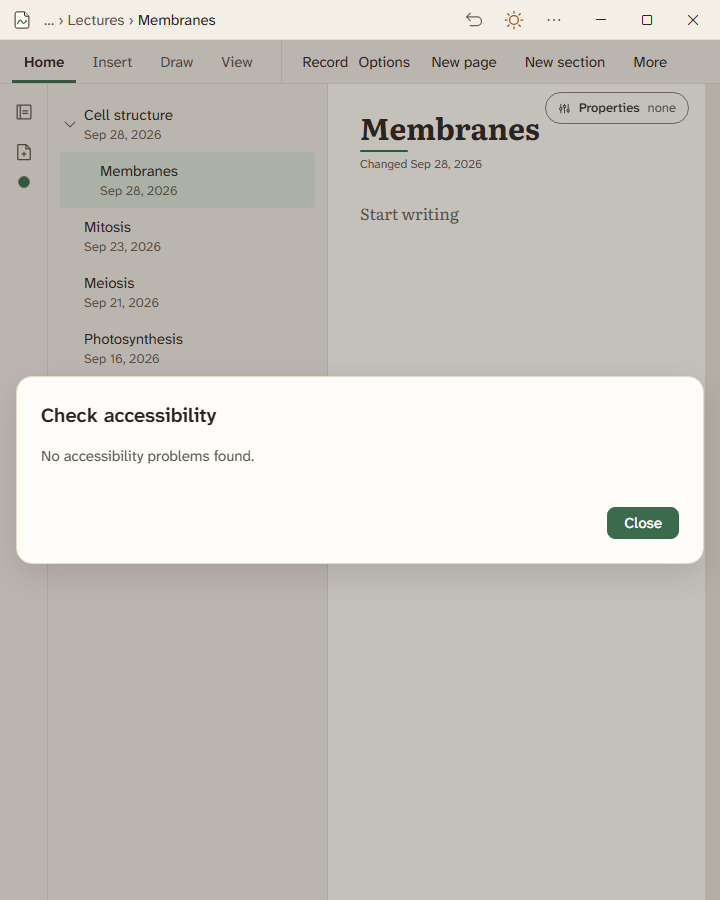 ... › Lectures › Membranes
Home Insert Draw View Record Options New page New section More
Cell structure
Sep 28, 2026
Membranes
Sep 28, 2026
Mitosis
Sep 23, 2026
Meiosis
Sep 21, 2026
Photosynthesis
Sep 16, 2026
Properties none
Membranes
Changed Sep 28, 2026
Start writing
Check accessibility
No accessibility problems found.
Close